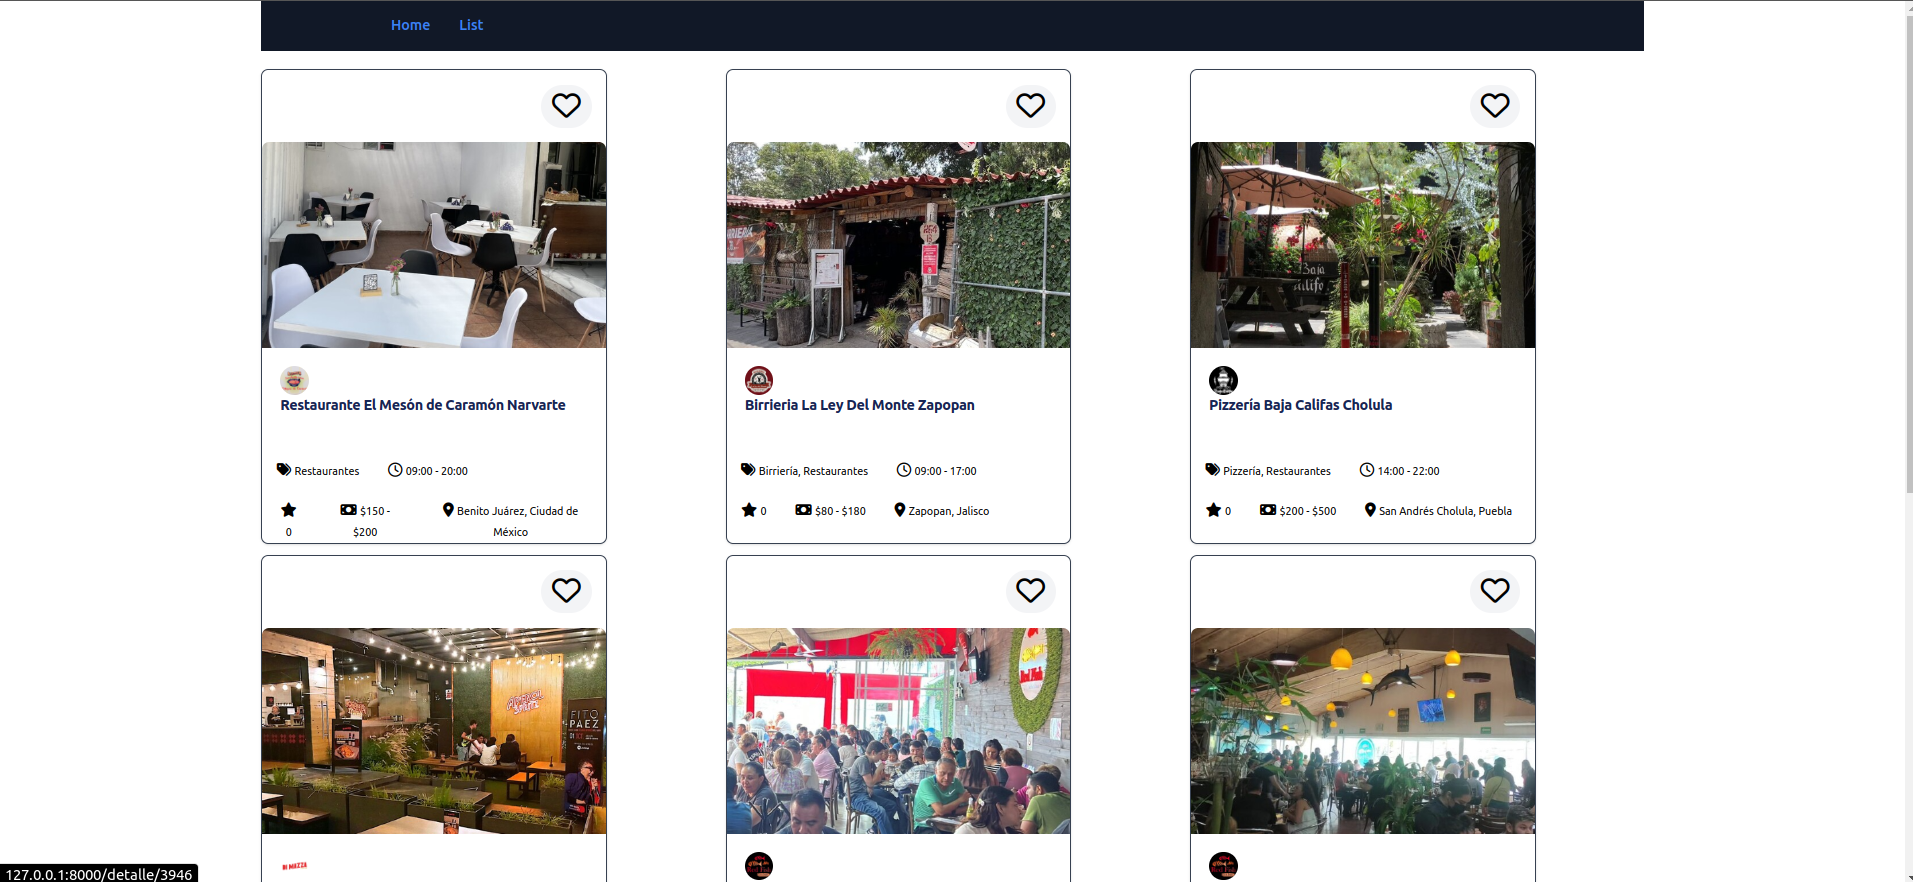 Home List
Restaurante El Mesón de Caramón Narvarte
Restaurantes 09:00 - 20:00
0 $150 - $200 Benito Juárez, Ciudad de México
Birrieria La Ley Del Monte Zapopan
Birriería, Restaurantes 09:00 - 17:00
0 $80 - $180 Zapopan, Jalisco
Baja
Pizzería Baja Califas Cholula
Pizzería, Restaurantes 14:00 - 22:00
0 $200 - $500 San Andrés Cholula, Puebla
FITO
PAEZ
127.0.0.1:8000/detalle/3946